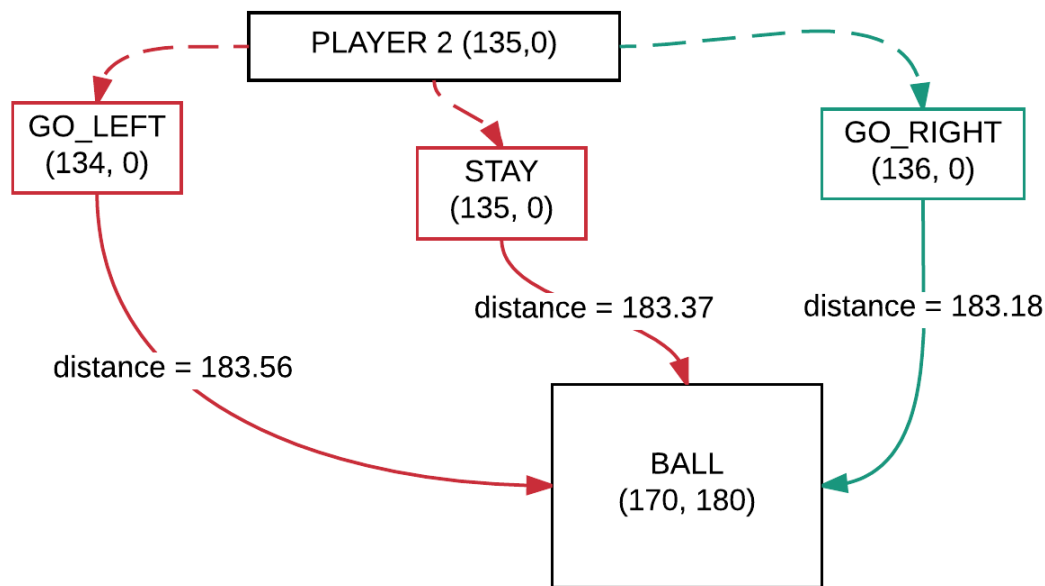 PLAYER 2 (135,0)
GO_LEFT
(134, 0)
STAY
(135, 0)
GO_RIGHT
(136, 0)
distance = 183.56
distance = 183.37
distance = 183.18
BALL
(170, 180)